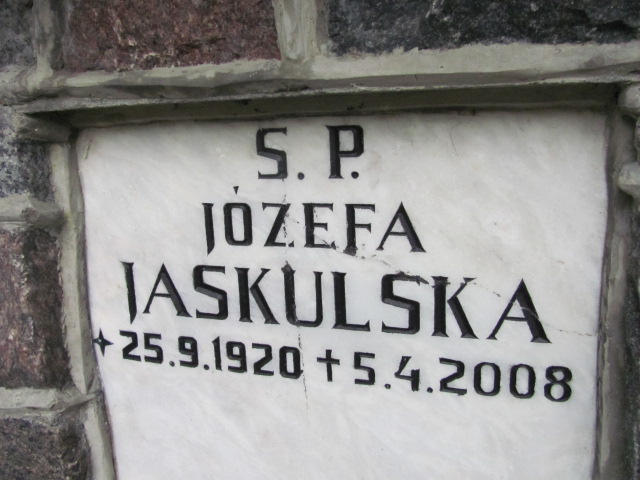 S. P.
JÓZEFA
JASKULSKA
✦25.9.1920 ✝5.4.2008